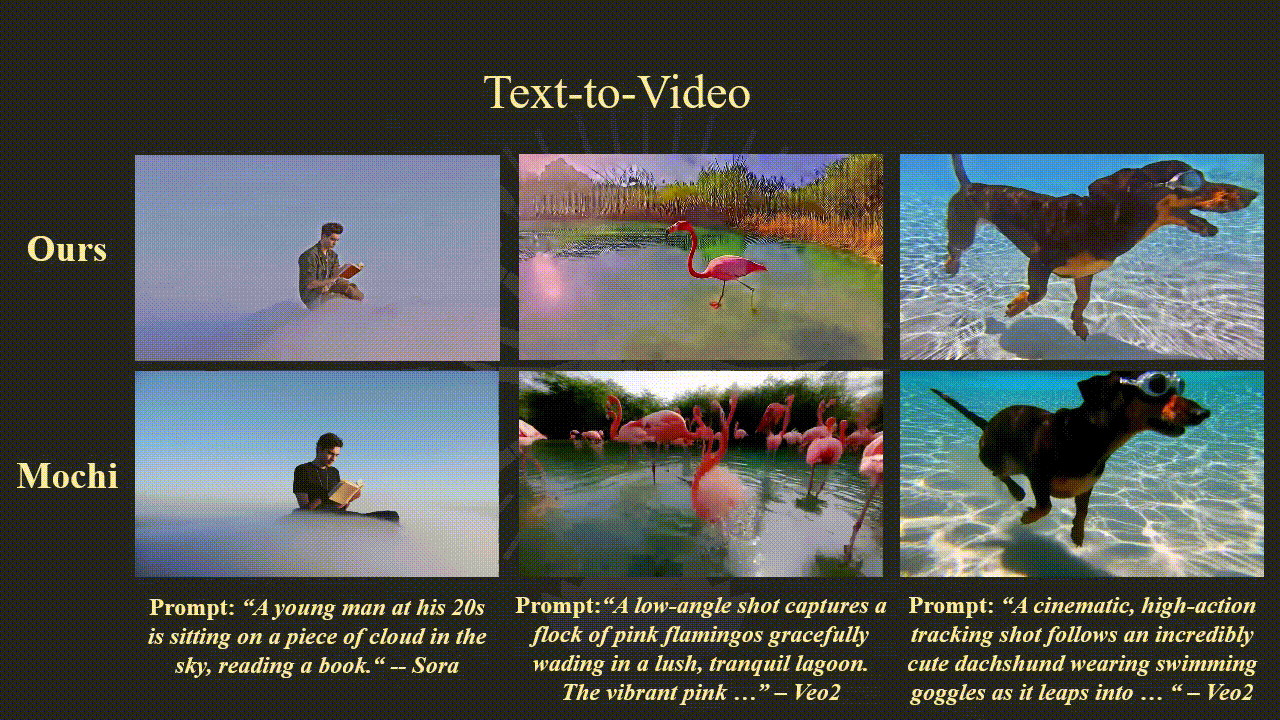 Text-to-Video
Ours
Mochi
Prompt: “A young man at his 20s
is sitting on a piece of cloud in the
sky, reading a book.“ -- Sora
Prompt:“A low-angle shot captures a
flock of pink flamingos gracefully
wading in a lush, tranquil lagoon.
The vibrant pink …” – Veo2
Prompt: “A cinematic, high-action
tracking shot follows an incredibly
cute dachshund wearing swimming
goggles as it leaps into … “ – Veo2